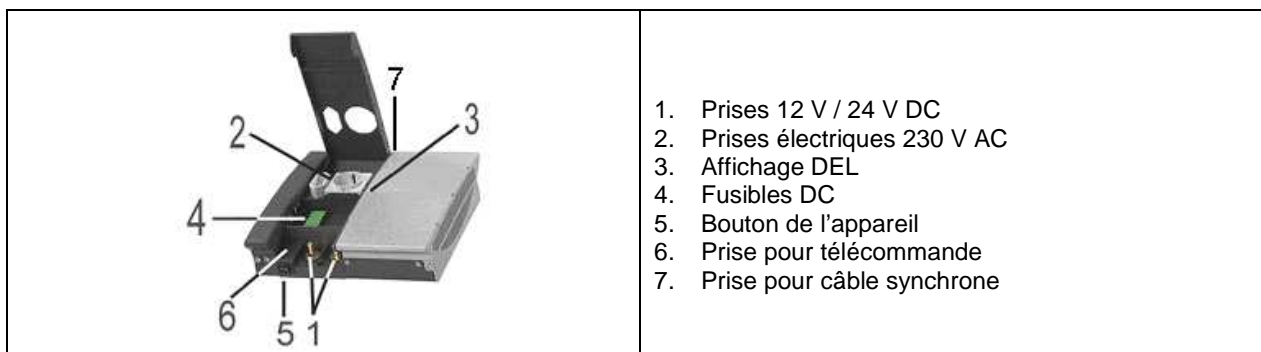 7
2
3
4
6
5
1
1. Prises 12 V / 24 V DC
2. Prises électriques 230 V AC
3. Affichage DEL
4. Fusibles DC
5. Bouton de l'appareil
6. Prise pour télécommande
7. Prise pour câble synchrone